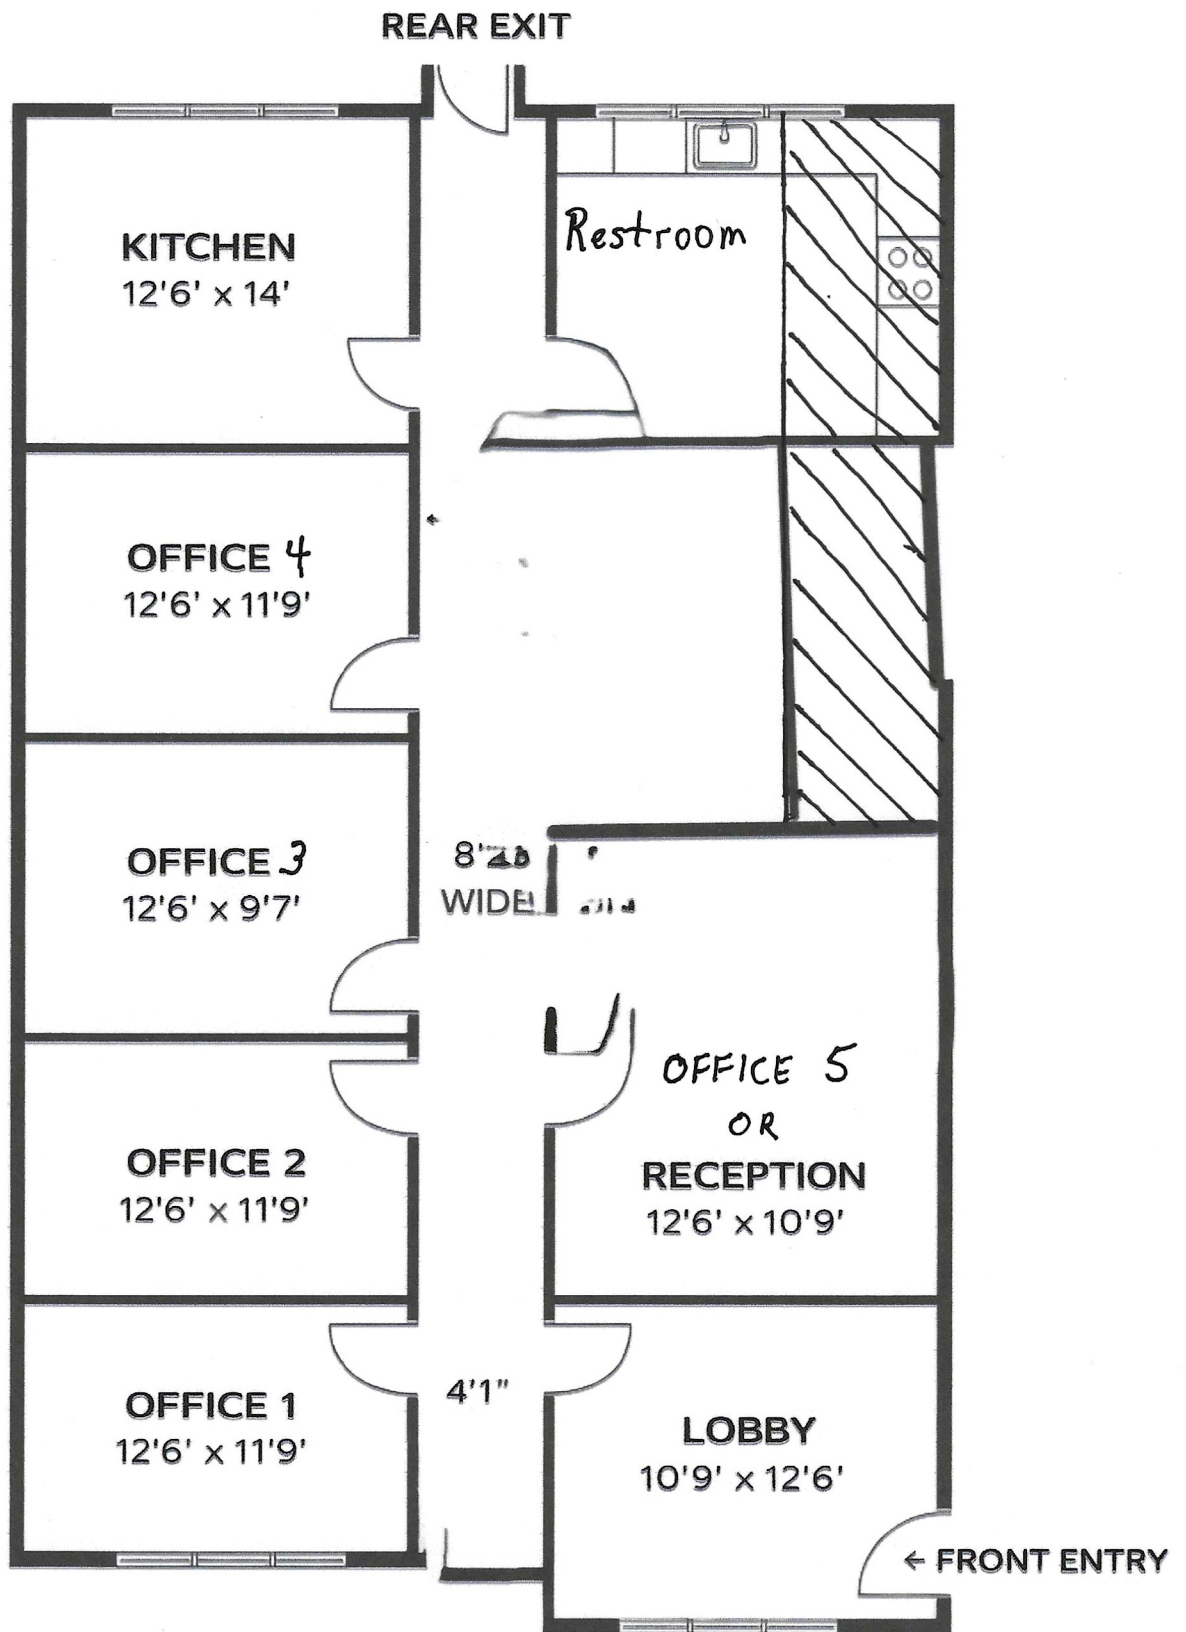 REAR EXIT
KITCHEN
12'6' x 14'
Restroom
OFFICE 4
12'6' x 11'9'
OFFICE 3
12'6' x 9'7'
8'
WIDE
OFFICE 5
OR
RECEPTION
12'6' x 10'9'
OFFICE 2
12'6' x 11'9'
OFFICE 1
12'6' x 11'9'
4'1"
LOBBY
10'9' x 12'6'
← FRONT ENTRY